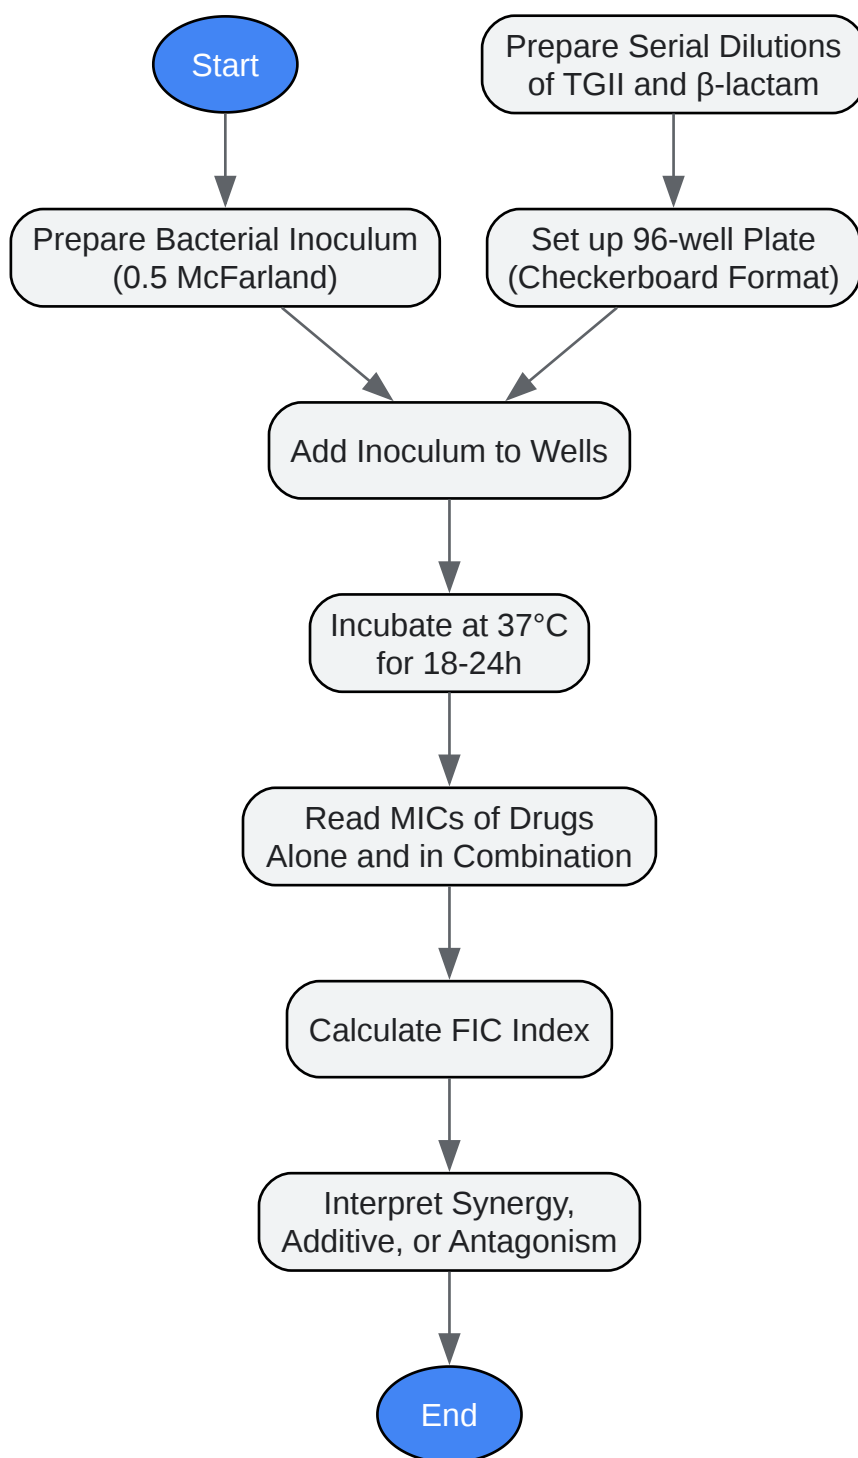 Start
Prepare Serial Dilutions
of TGII and β-lactam
Prepare Bacterial Inoculum
(0.5 McFarland)
Set up 96-well Plate
(Checkerboard Format)
Add Inoculum to Wells
Incubate at 37°C
for 18-24h
Read MICs of Drugs
Alone and in Combination
Calculate FIC Index
Interpret Synergy,
Additive, or Antagonism
End